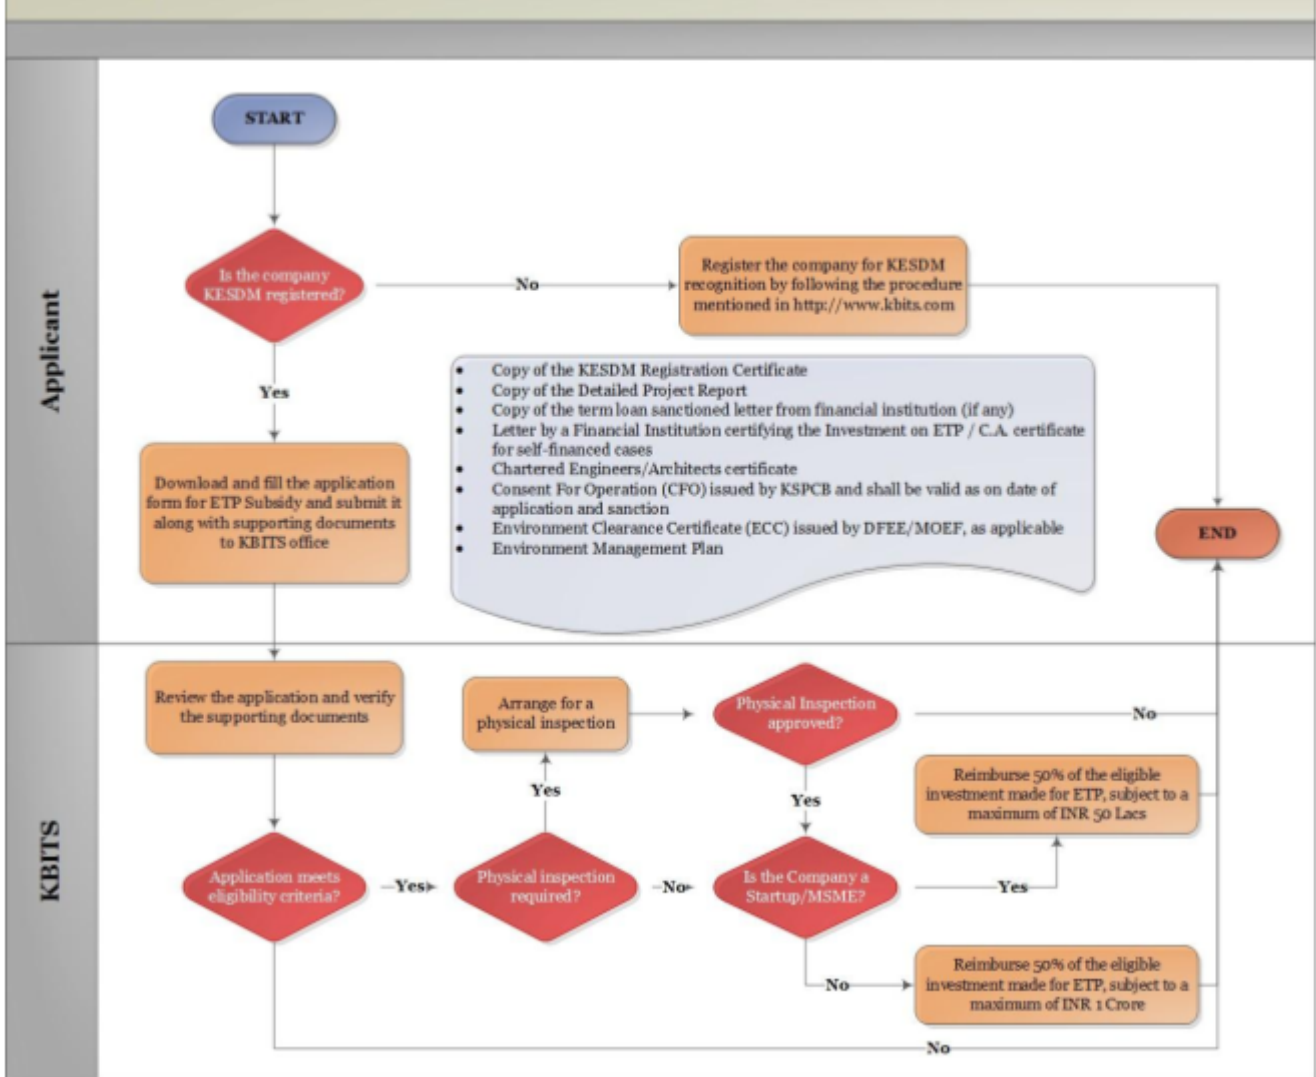 Applicant
START
Is the company
KESDM registered?
No
Register the company for KESDM
recognition by following the procedure
mentioned in http://www.kbits.com
Yes
• Copy of the KESDM Registration Certificate
• Copy of the Detailed Project Report
• Copy of the term loan sanctioned letter from financial institution (if any)
• Letter by a Financial Institution certifying the Investment on ETP / C.A. certificate
for self-financed cases
• Chartered Engineers/Architects certificate
• Consent For Operation (CFO) issued by KSPCB and shall be valid as on date of
application and sanction
• Environment Clearance Certificate (ECC) issued by DFEE/MOEF, as applicable
• Environment Management Plan
Download and fill the application
form for ETP Subsidy and submit it
along with supporting documents
to KBITS office
END
KBITS
Review the application and verify
the supporting documents
Arrange for a
physical inspection
Physical Inspection
approved?
No
Yes
Yes
Reimburse 50% of the eligible
investment made for ETP, subject to a
maximum of INR 50 Lacs
Application meets
eligibility criteria?
Yes
Physical inspection
required?
No
Is the Company a
Startup/MSME?
Yes
No
Reimburse 50% of the eligible
investment made for ETP, subject to a
maximum of INR 1 Crore
No